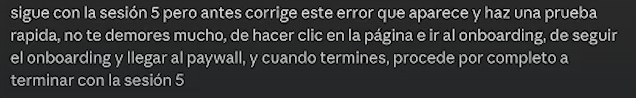 sigue con la sesión 5 pero antes corrige este error que aparece y haz una prueba
rapida, no te demores mucho, de hacer clic en la página e ir al onboarding, de seguir
el onboarding y llegar al paywall, y cuando termines, procede por completo a
terminar con la sesión 5